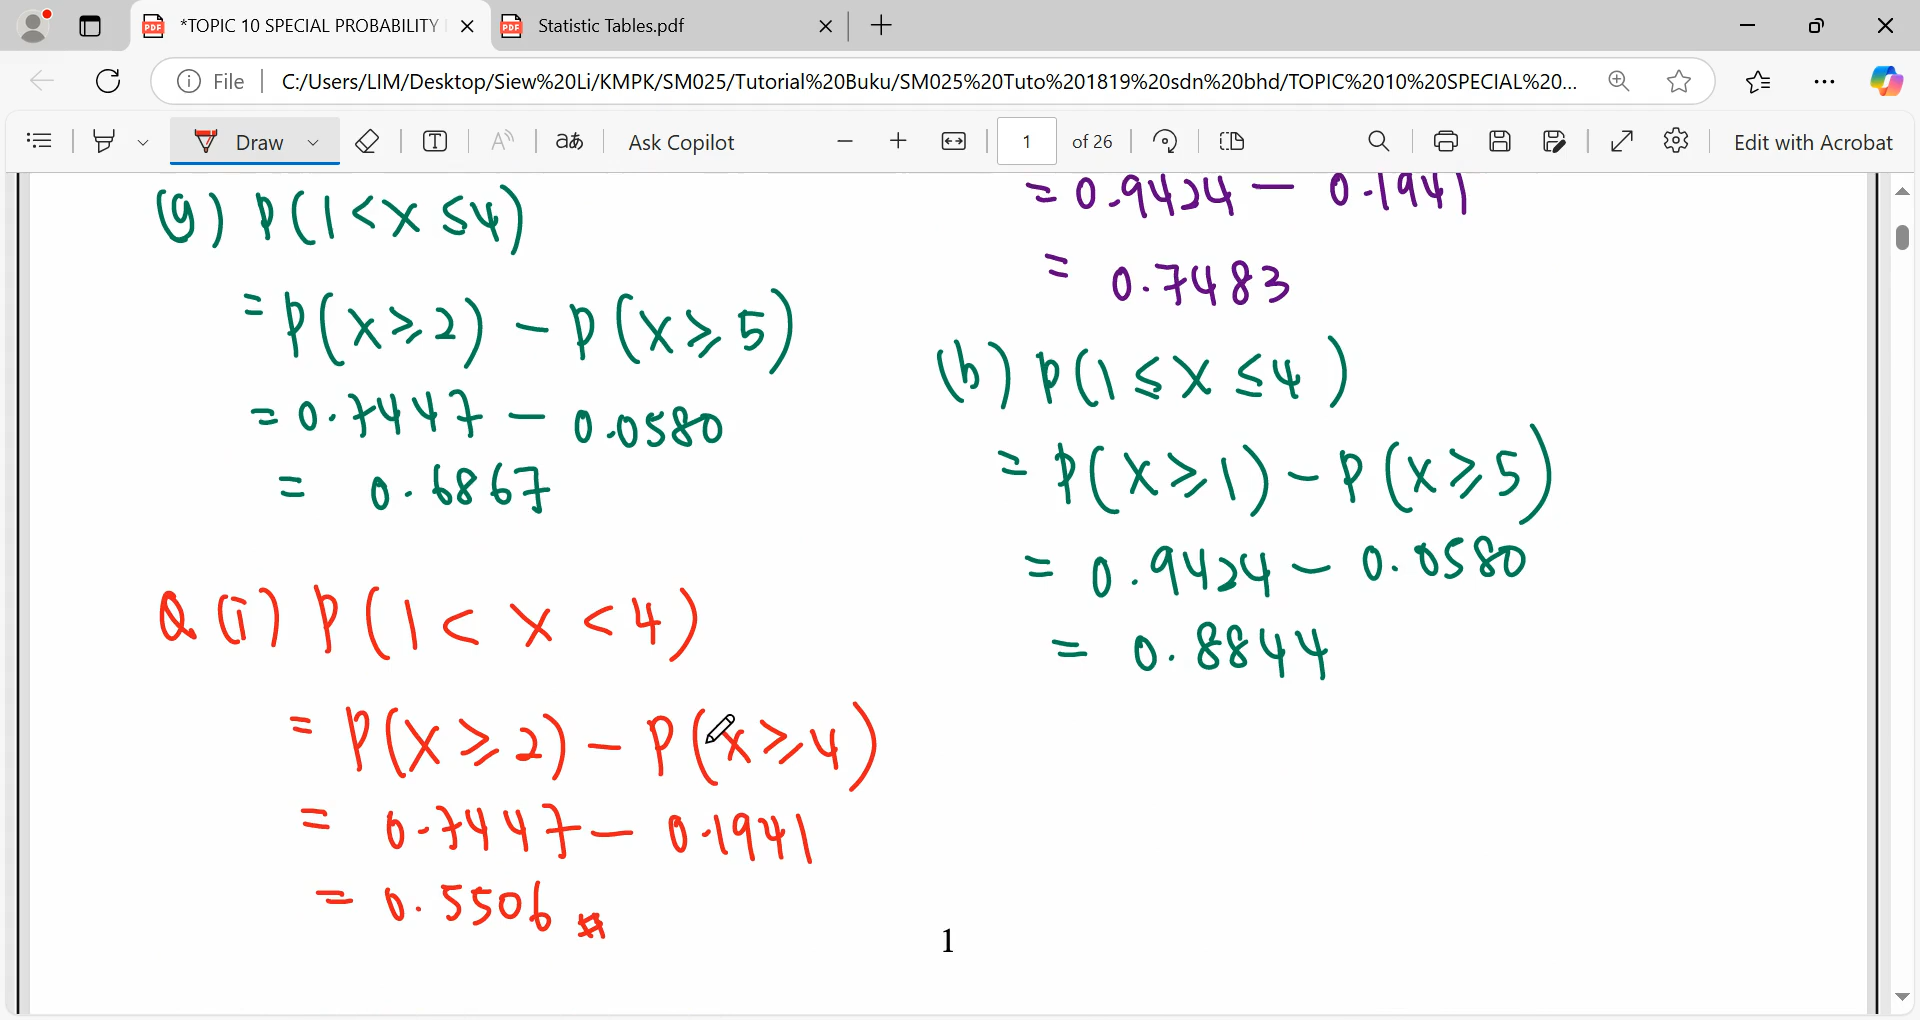 *TOPIC 10 SPECIAL PROBABILITY
Statistic Tables.pdf
File
C:/Users/LIM/Desktop/Siew%20Li/KMPK/SM025/Tutorial%20Buku/SM025%20Tuto%201819%20sdn%20bhd/TOPIC%2010%20SPECIAL%20...
Draw
Ask Copilot
1 of 26
Edit with Acrobat
(g) P(1 < X ≤ 4)
= P(X ≥ 2) - P(X ≥ 5)
= 0.7447 - 0.0580
= 0.6867
Q (i) P(1 < X < 4)
= P(X ≥ 2) - P(X ≥ 4)
= 0.7447 - 0.1941
= 0.5506 #
= 0.9424 - 0.1941
= 0.7483
(h) P(1 ≤ X ≤ 4)
= P(X ≥ 1) - P(X ≥ 5)
= 0.9424 - 0.0580
= 0.8844
1